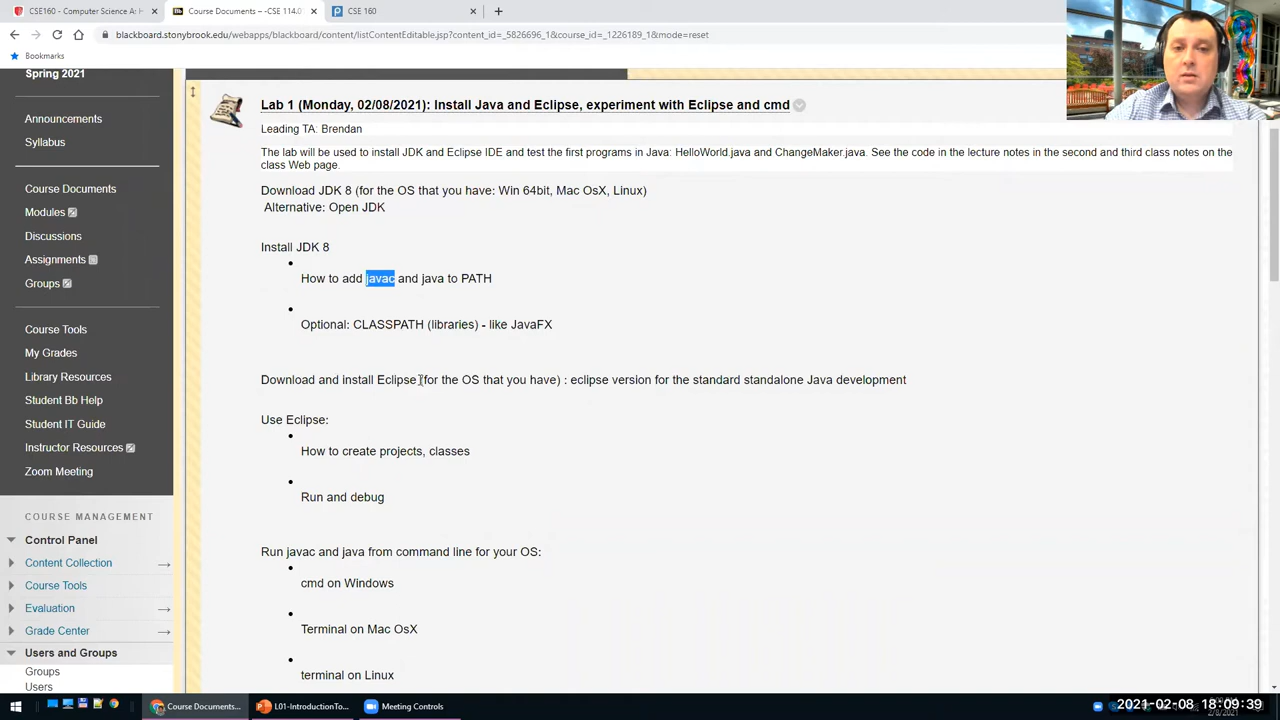 CSE160 - Computer Science A: H
Course Documents – -CSE 114.0
CSE 160
blackboard.stonybrook.edu/webapps/blackboard/content/listContentEditable.jsp?content_id=_5826696_1&course_id=_1226189_1&mode=reset
Bookmarks
Spring 2021
Announcements
Syllabus
Course Documents
Modules
Discussions
Assignments
Groups
Course Tools
My Grades
Library Resources
Student Bb Help
Student IT Guide
Instructor Resources
Zoom Meeting
COURSE MANAGEMENT
Control Panel
Content Collection
Course Tools
Evaluation
Grade Center
Users and Groups
Groups
Users
Lab 1 (Monday, 02/08/2021): Install Java and Eclipse, experiment with Eclipse and cmd
Leading TA: Brendan
The lab will be used to install JDK and Eclipse IDE and test the first programs in Java: HelloWorld.java and ChangeMaker.java. See the code in the lecture notes in the second and third class notes on the
class Web page.
Download JDK 8 (for the OS that you have: Win 64bit, Mac OsX, Linux)
Alternative: Open JDK
Install JDK 8
How to add javac and java to PATH
Optional: CLASSPATH (libraries) - like JavaFX
Download and install Eclipse (for the OS that you have) : eclipse version for the standard standalone Java development
Use Eclipse:
How to create projects, classes
Run and debug
Run javac and java from command line for your OS:
cmd on Windows
Terminal on Mac OsX
terminal on Linux
Course Documents...
L01-IntroductionTo...
Meeting Controls
2021-02-08 18:09:39
2/8/2021